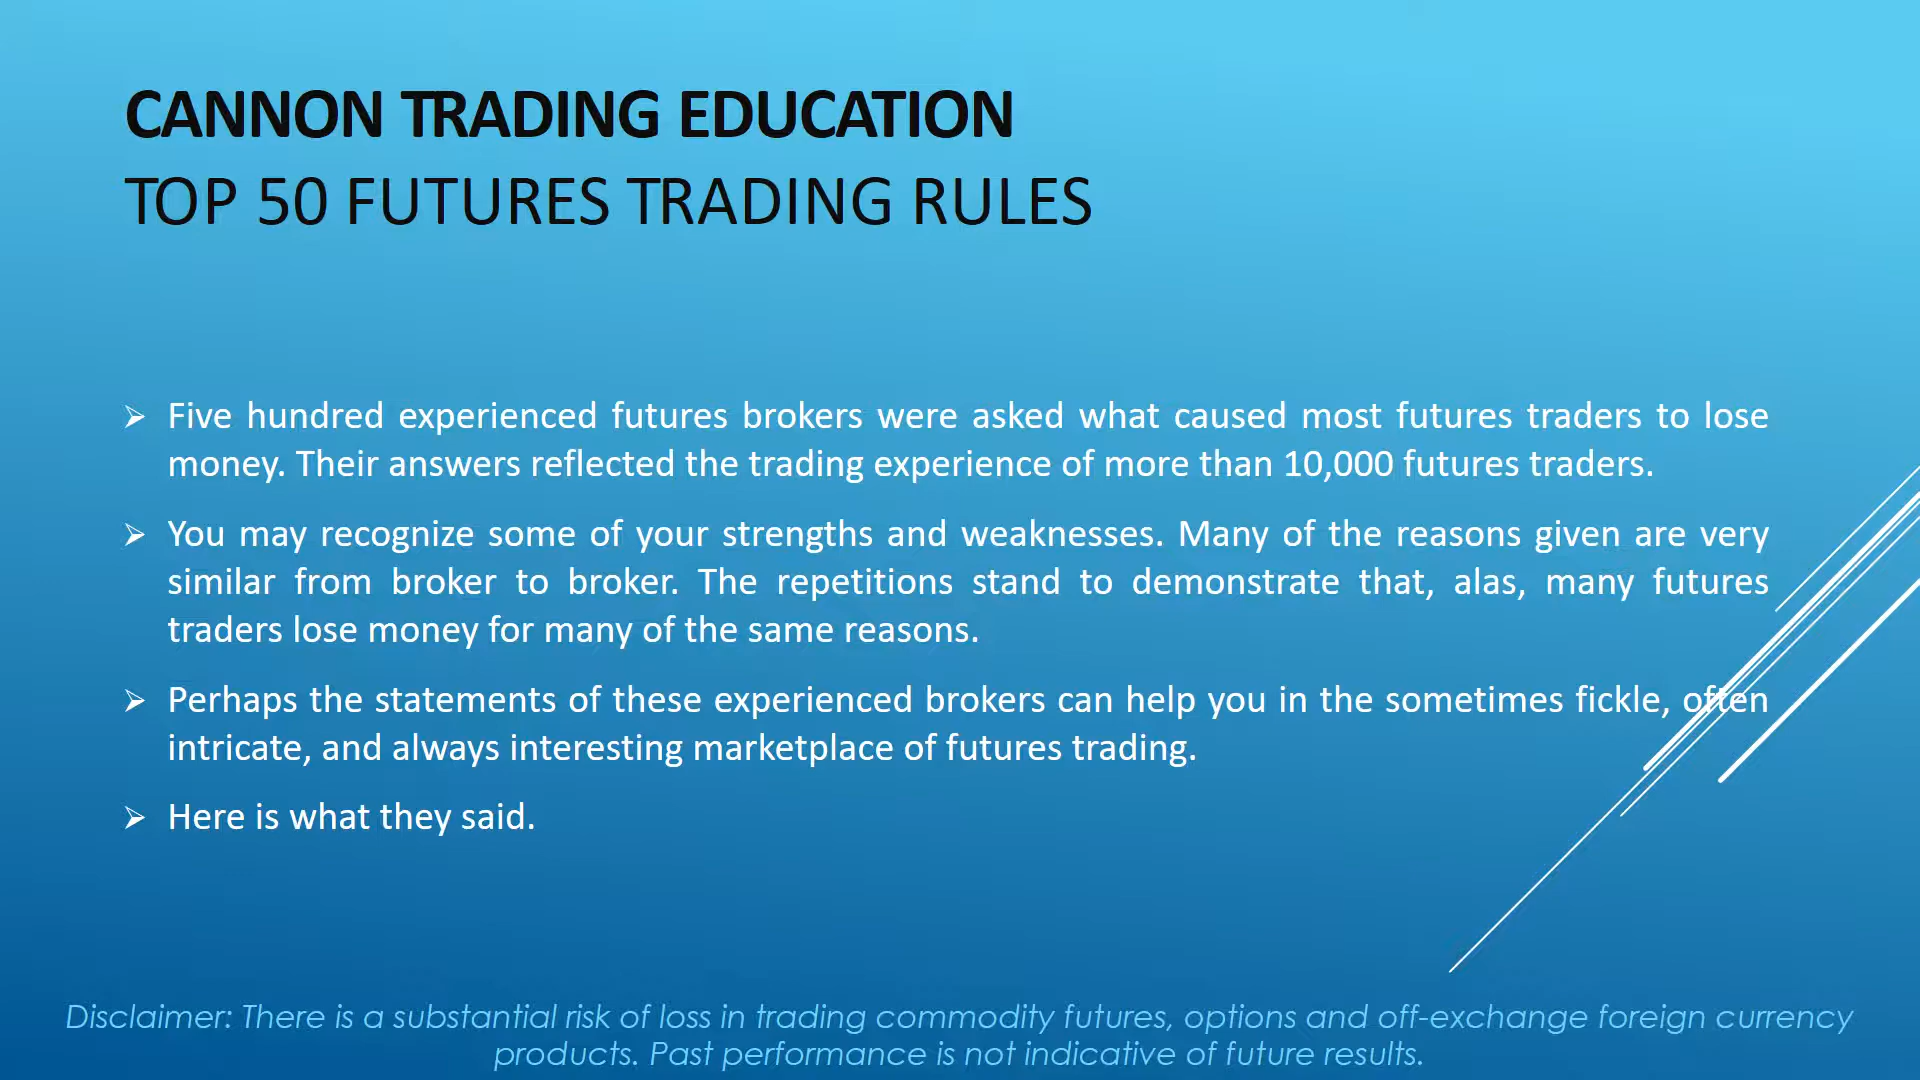 CANNON TRADING EDUCATION
TOP 50 FUTURES TRADING RULES
Five hundred experienced futures brokers were asked what caused most futures traders to lose
money. Their answers reflected the trading experience of more than 10,000 futures traders.
You may recognize some of your strengths and weaknesses. Many of the reasons given are very
similar from broker to broker. The repetitions stand to demonstrate that, alas, many futures
traders lose money for many of the same reasons.
Perhaps the statements of these experienced brokers can help you in the sometimes fickle, often
intricate, and always interesting marketplace of futures trading.
Here is what they said.
Disclaimer: There is a substantial risk of loss in trading commodity futures, options and off-exchange foreign currency
products. Past performance is not indicative of future results.